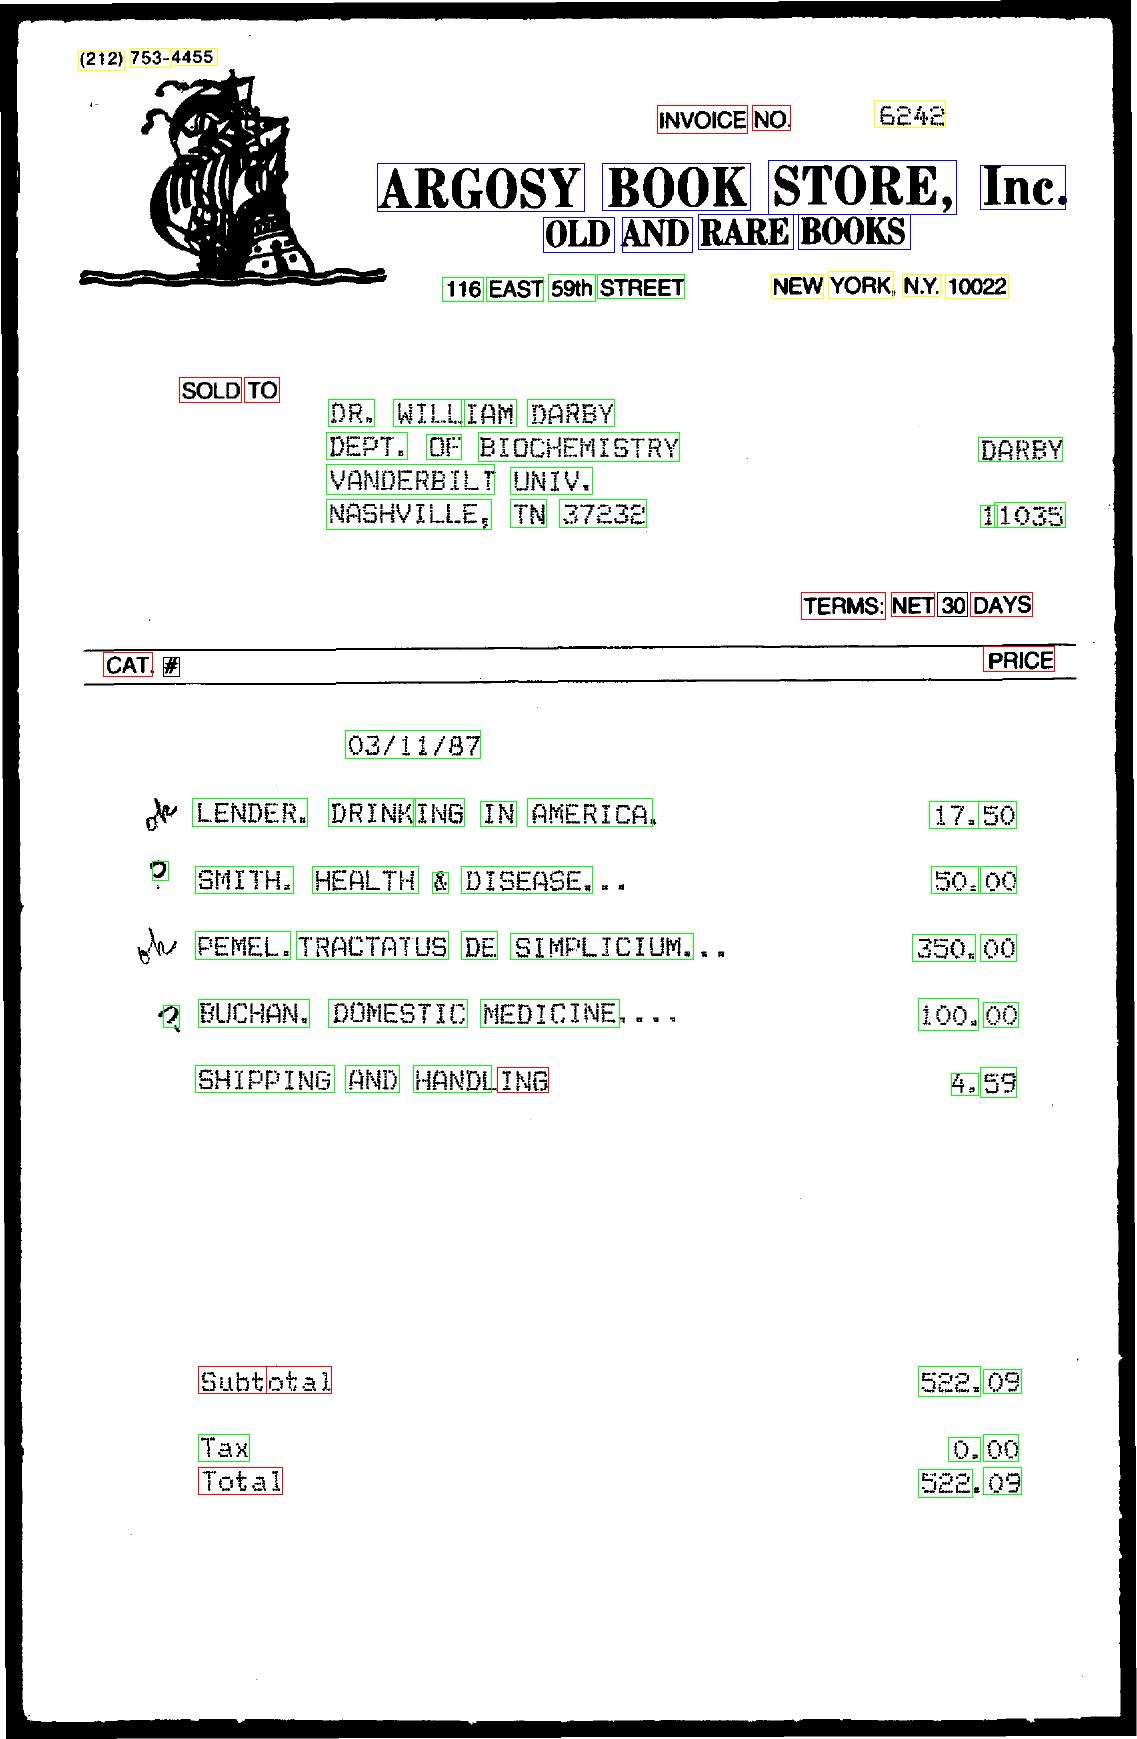 (212) 753-4455
INVOICE NO. 6242
ARGOSY BOOK STORE, Inc.
OLD AND RARE BOOKS
116 EAST 59th STREET NEW YORK, N.Y. 10022
SOLD TO
DR. WILLIAM DARBY
DEPT. OF BIOCHEMISTRY DARBY
VANDERBILT UNIV.
NASHVILLE, TN 37232 11035
TERMS: NET 30 DAYS
CAT. # PRICE
03/11/87
ok LENDER. DRINKING IN AMERICA. 17.50
? SMITH. HEALTH & DISEASE... 50.00
ok PEMEL. TRACTATUS DE SIMPLICIUM... 350.00
? BUCHAN. DOMESTIC MEDICINE.... 100.00
SHIPPING AND HANDLING 4.59
Subtotal 522.09
Tax 0.00
Total 522.09